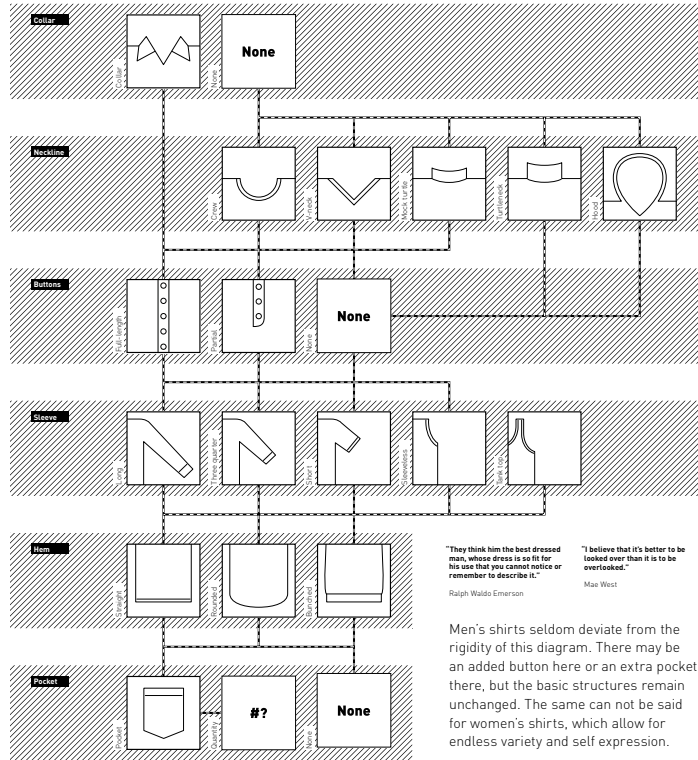 Collar
Collar
None
None
Neckline
Crew
V-neck
Mock turtle
Turtleneck
Hood
Buttons
Full-length
Partial
None
None
Sleeve
Long
Three quarter
Short
Sleeveless
Tank top
Hem
Straight
Rounded
Bunched
"They think him the best dressed
man, whose dress is so fit for
his use that you cannot notice or
remember to describe it."
Ralph Waldo Emerson
"I believe that it's better to be
looked over than it is to be
overlooked."
Mae West
Men's shirts seldom deviate from the
rigidity of this diagram. There may be
an added button here or an extra pocket
there, but the basic structures remain
unchanged. The same can not be said
for women's shirts, which allow for
endless variety and self expression.
Pocket
Pocket
Quantity
#?
None
None